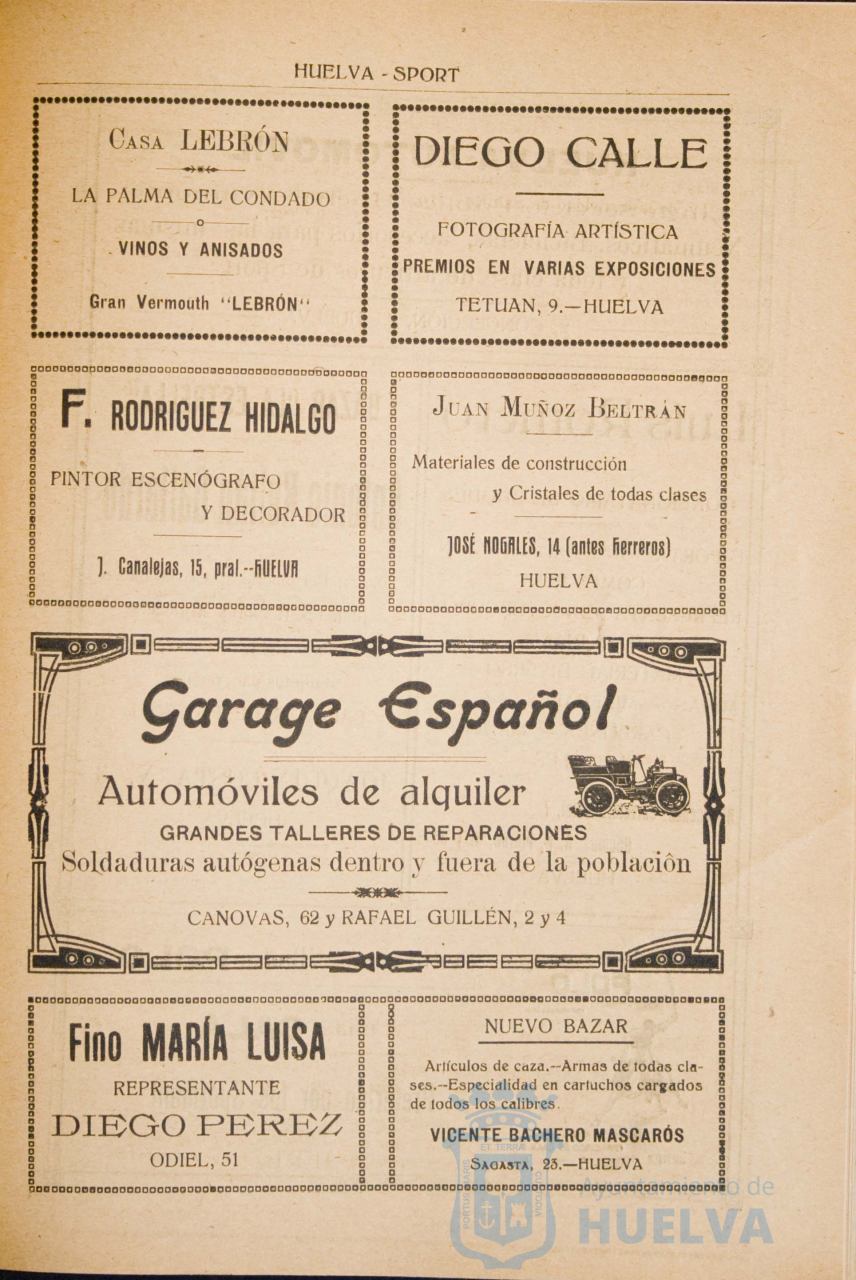 HUELVA - SPORT
CASA LEBRÓN
LA PALMA DEL CONDADO
VINOS Y ANISADOS
Gran Vermouth "LEBRÓN"
DIEGO CALLE
FOTOGRAFÍA ARTÍSTICA
PREMIOS EN VARIAS EXPOSICIONES
TETUAN, 9.—HUELVA
F. RODRIGUEZ HIDALGO
PINTOR ESCENÓGRAFO
Y DECORADOR
J. Canalejas, 15, pral.--HUELVA
JUAN MUÑOZ BELTRÁN
Materiales de construcción
y Cristales de todas clases
JOSÉ NOGALES, 14 (antes Herreros)
HUELVA
Garage Español
Automóviles de alquiler
GRANDES TALLERES DE REPARACIONES
Soldaduras autógenas dentro y fuera de la población
CANOVAS, 62 y RAFAEL GUILLÉN, 2 y 4
Fino MARÍA LUISA
REPRESENTANTE
DIEGO PEREZ
ODIEL, 51
NUEVO BAZAR
Artículos de caza.—Armas de todas cla-
ses.--Especialidad en cartuchos cargados
de todos los calibres.
VICENTE BACHERO MASCARÓS
SAGASTA, 23.—HUELVA
Ayuntamiento de
HUELVA